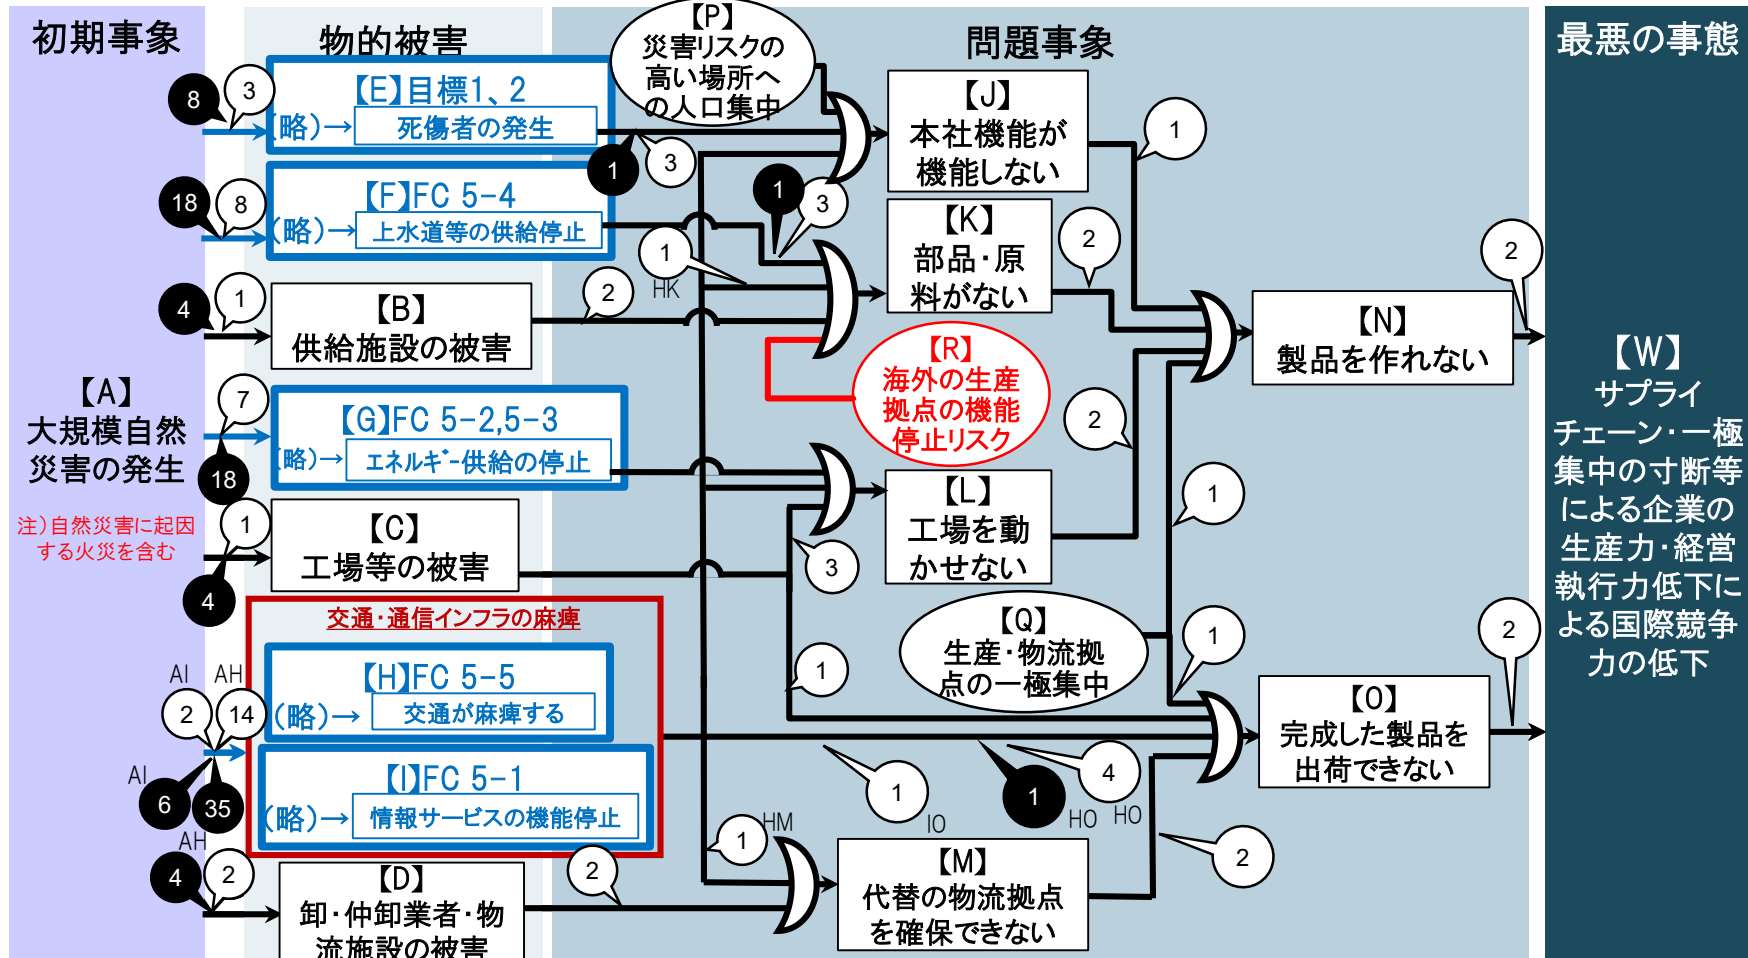 初期事象
物的被害
問題事象
最悪の事態
【A】
大規模自然
災害の発生
注）自然災害に起因
する火災を含む
8
3
【E】目標1、2
(略)→
死傷者の発生
1
3
18
8
【F】FC 5-4
(略)→
上水道等の供給停止
1
3
1
HK
4
1
【B】
供給施設の被害
2
7
18
【G】FC 5-2,5-3
(略)→
エネルギー供給の停止
1
4
【C】
工場等の被害
3
1
交通・通信インフラの麻痺
AI
AH
2
14
【H】FC 5-5
(略)→
交通が麻痺する
AI
6
35
AH
【I】FC 5-1
(略)→
情報サービスの機能停止
4
2
【D】
卸・仲卸業者・物
流施設の被害
2
1
HM
【P】
災害リスクの
高い場所へ
の人口集中
【J】
本社機能が
機能しない
1
【K】
部品・原
料がない
2
【R】
海外の生産
拠点の機能
停止リスク
【L】
工場を動
かせない
2
【Q】
生産・物流拠
点の一極集中
1
1
1
IO
1
HO
4
HO
【M】
代替の物流拠点
を確保できない
2
【N】
製品を作れない
2
【O】
完成した製品を
出荷できない
2
【W】
サプライ
チェーン・一極
集中の寸断等
による企業の
生産力・経営
執行力低下に
よる国際競争
力の低下